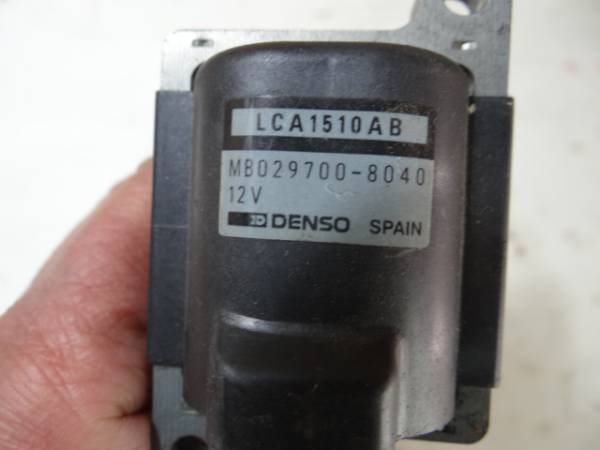 LCA1510AB
MB029700-8040
12V
DENSO SPAIN